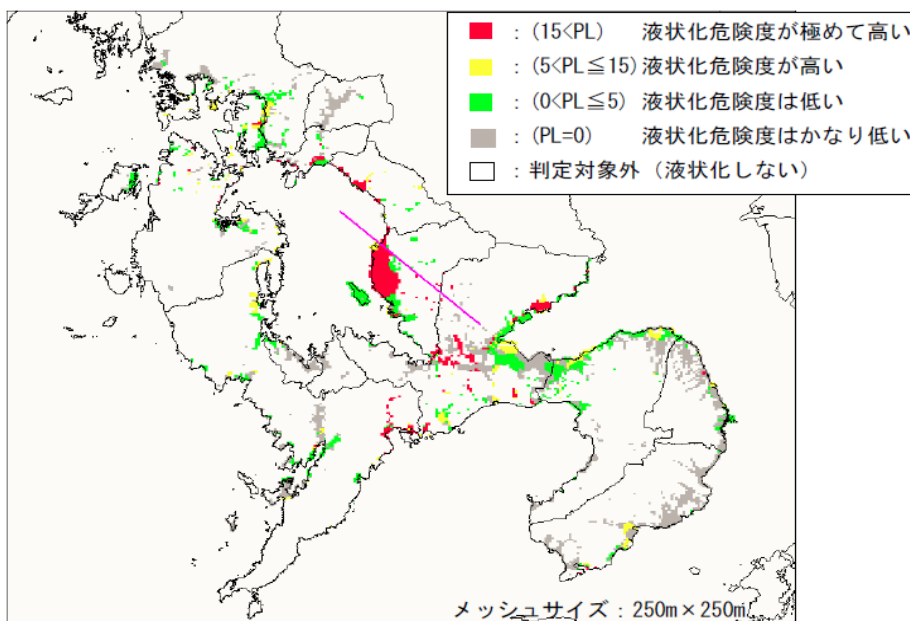 : (15<PL) 液状化危険度が極めて高い
: (5<PL≦15) 液状化危険度が高い
: (0<PL≦5) 液状化危険度は低い
: (PL=0) 液状化危険度はかなり低い
: 判定対象外（液状化しない）
メッシュサイズ：250m×250m